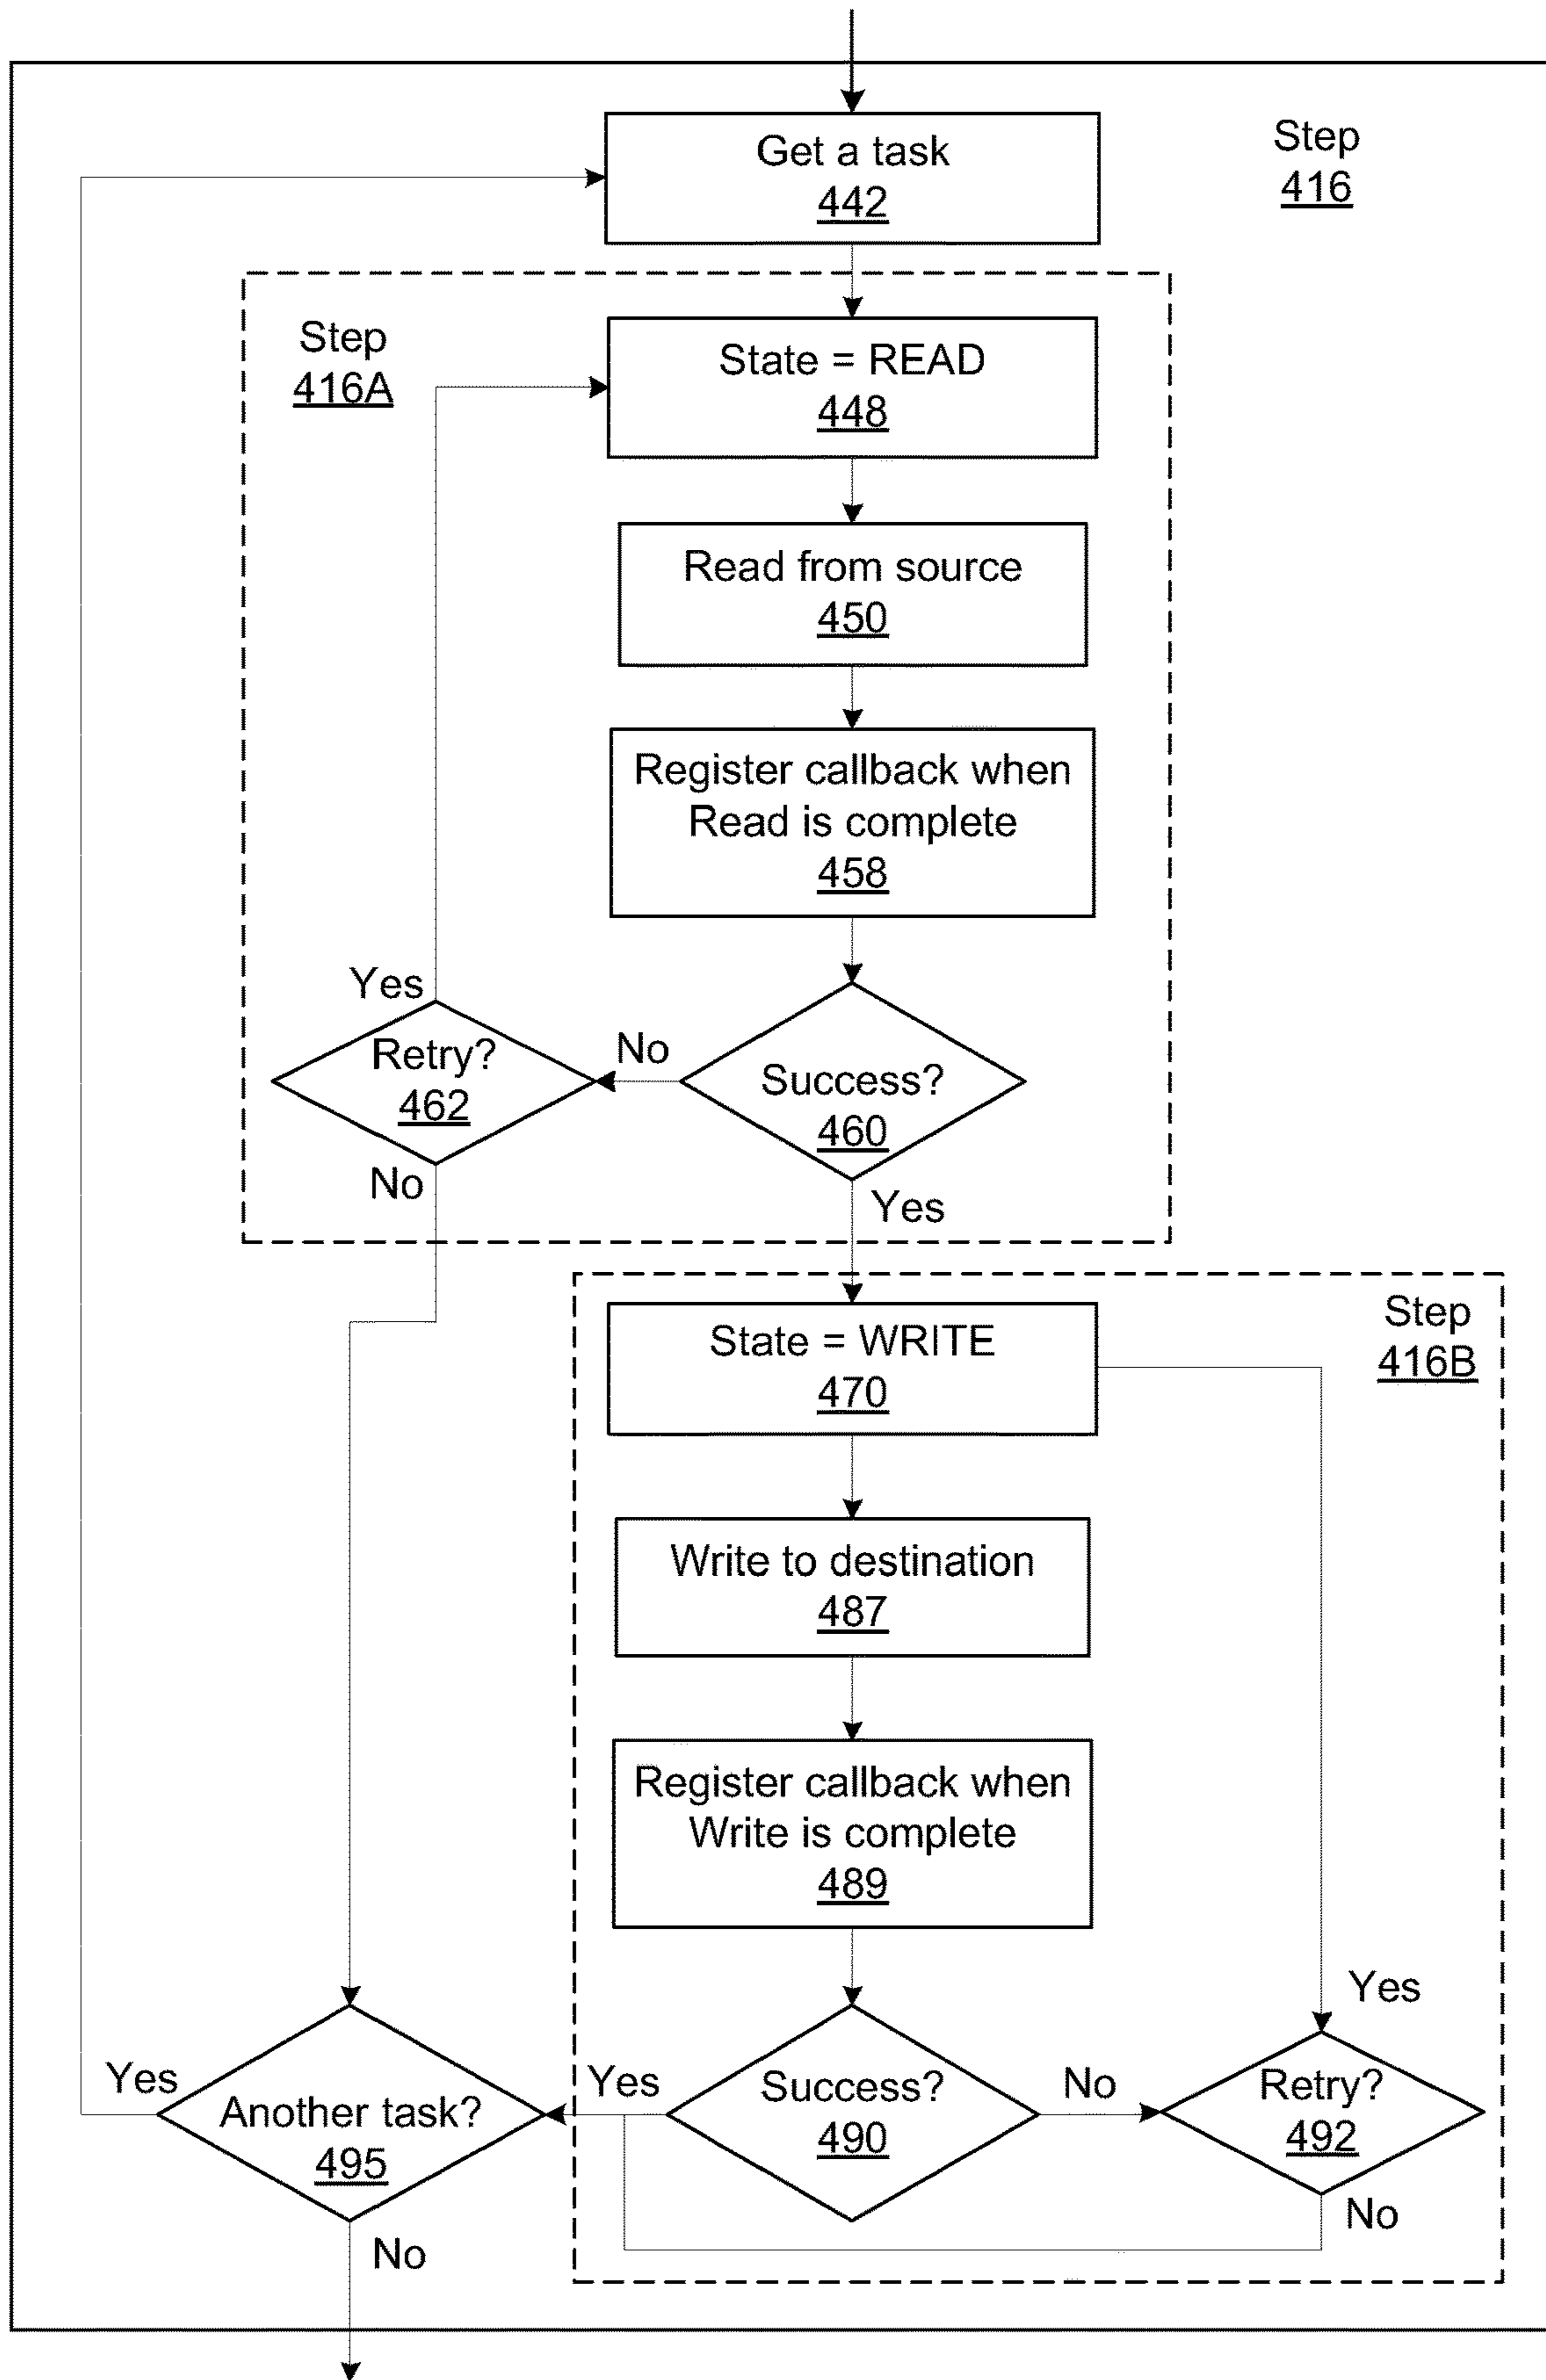 Get a task
442
Step
416
Step
416A
State = READ
448
Read from source
450
Register callback when
Read is complete
458
Yes
Retry?
462
No
No
Success?
460
Yes
State = WRITE
470
Step
416B
Write to destination
487
Register callback when
Write is complete
489
Yes
Another task?
495
No
Yes
Success?
490
No
Yes
Retry?
492
No